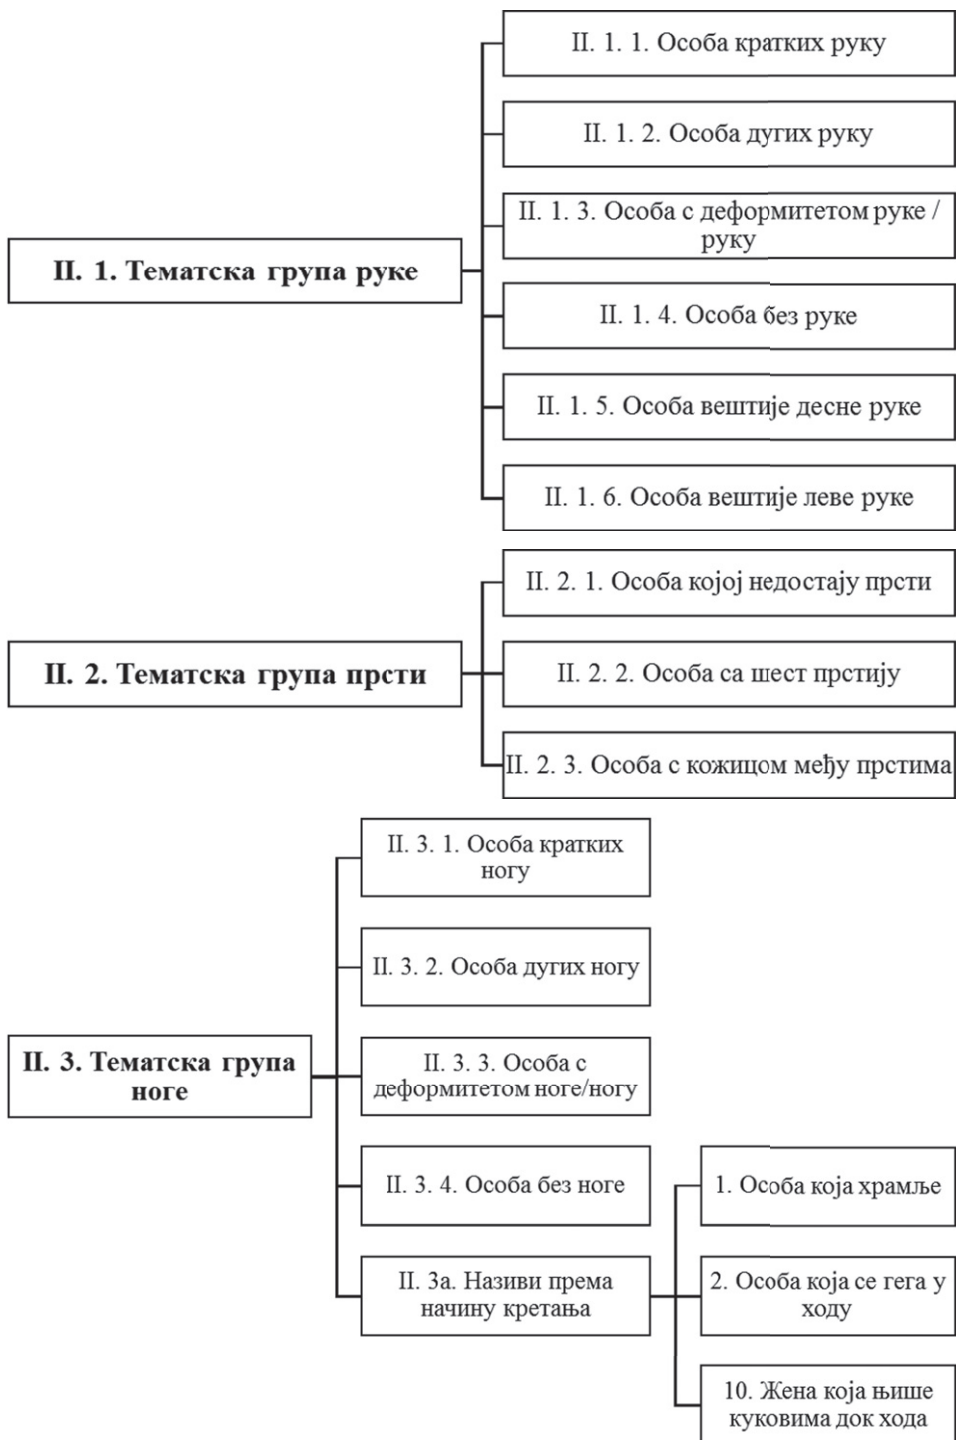 II. 1. 1. Особа кратких руку
II. 1. 2. Особа дугих руку
II. 1. 3. Особа с деформитетом руке /
руку
II. 1. Тематска група руке
II. 1. 4. Особа без руке
II. 1. 5. Особа вештије десне руке
II. 1. 6. Особа вештије леве руке
II. 2. 1. Особа којој недостају прсти
II. 2. Тематска група прсти
II. 2. 2. Особа са шест прстију
II. 2. 3. Особа с кожицом међу прстима
II. 3. 1. Особа кратких
ногу
II. 3. 2. Особа дугих ногу
II. 3. Тематска група
ноге
II. 3. 3. Особа с
деформитетом ноге/ногу
II. 3. 4. Особа без ноге
1. Особа која храмље
II. 3а. Називи према
начину кретања
2. Особа која се гега у
ходу
10. Жена која њише
куковима док хода